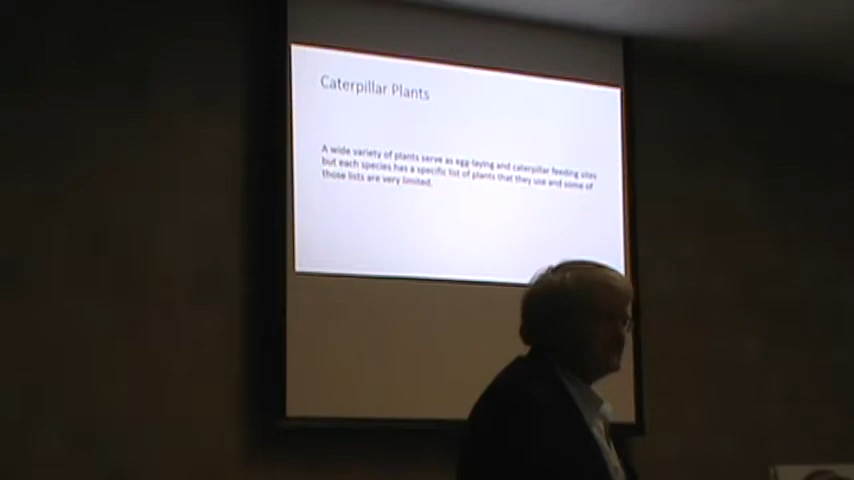 Caterpillar Plants
A wide variety of plants serve as egg-laying and caterpillar feeding sites
but each species has a specific list of plants that they use and some of
those lists are very limited.